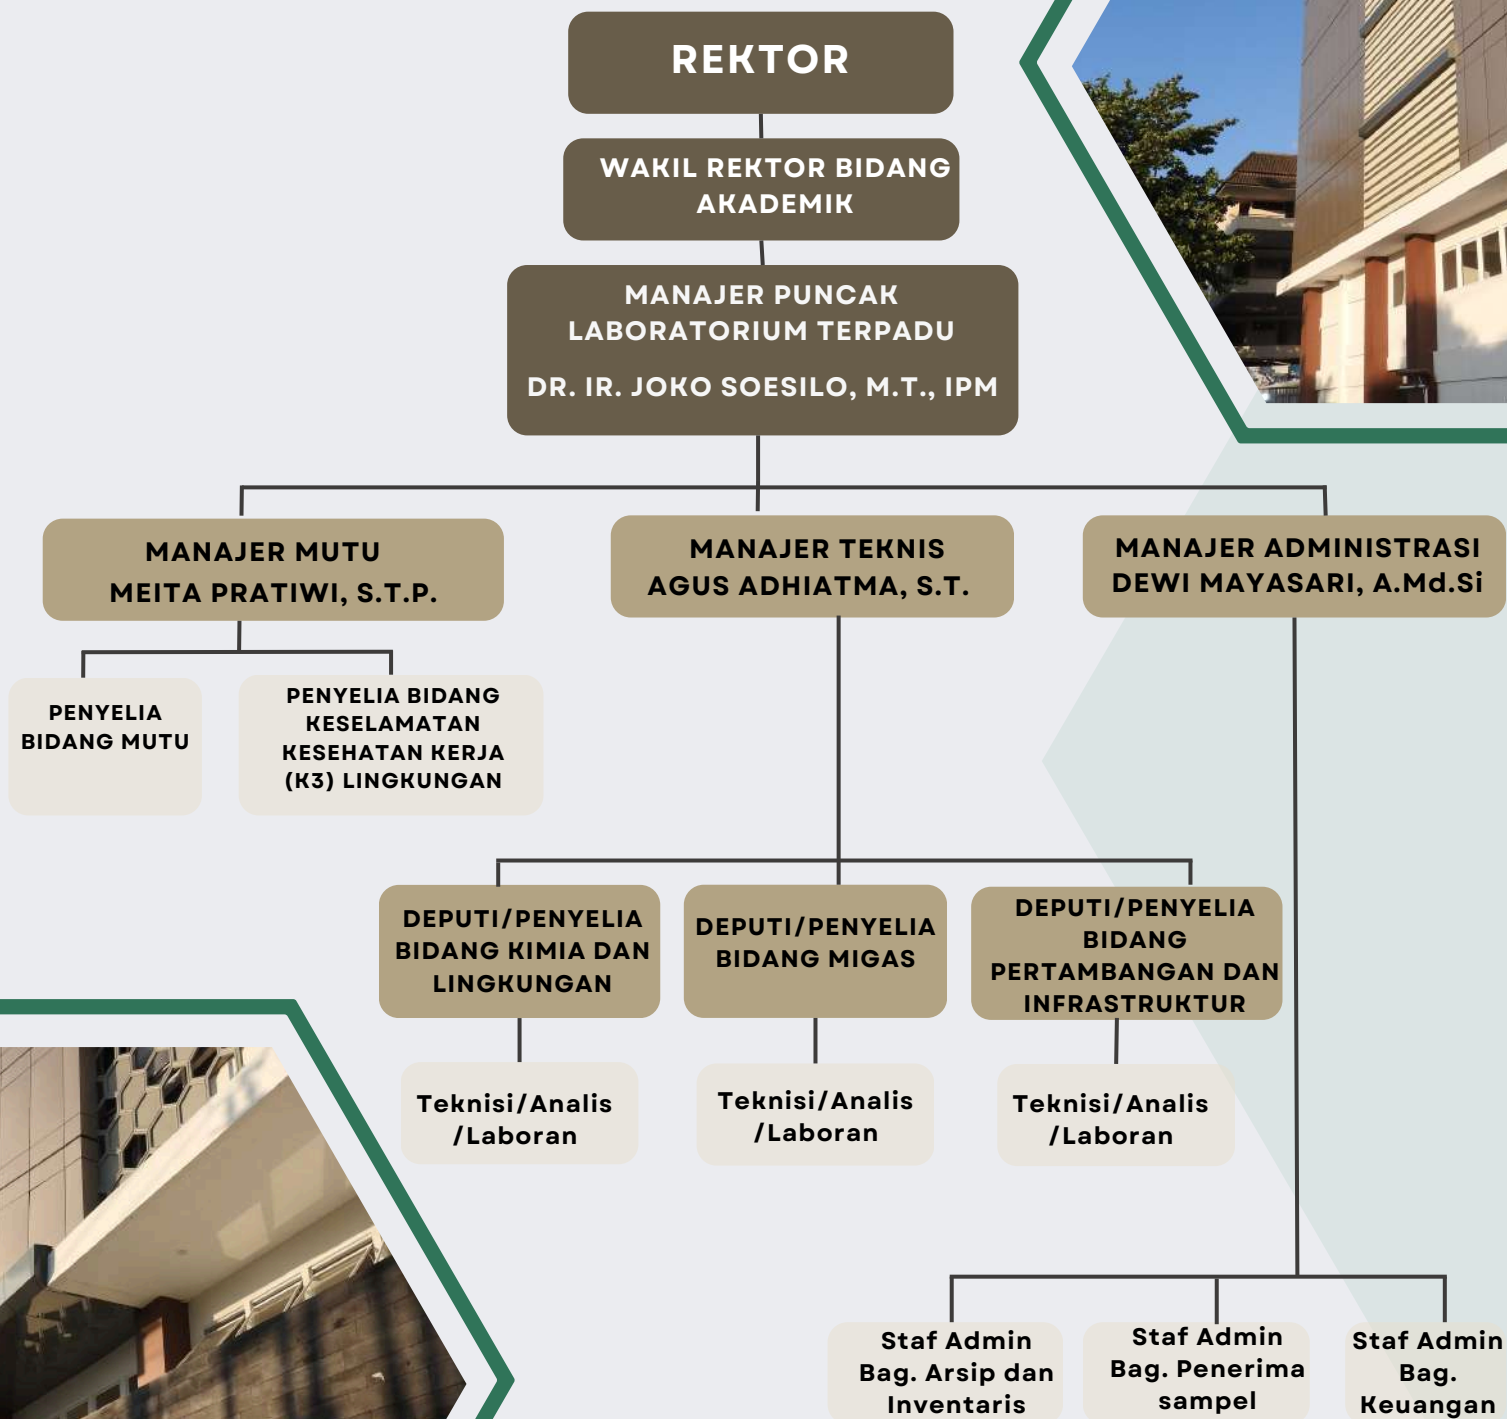 REKTOR
WAKIL REKTOR BIDANG
AKADEMIK
MANAJER PUNCAK
LABORATORIUM TERPADU
DR. IR. JOKO SOESILO, M.T., IPM
MANAJER MUTU
MEITA PRATIWI, S.T.P.
MANAJER TEKNIS
AGUS ADHIATMA, S.T.
MANAJER ADMINISTRASI
DEWI MAYASARI, A.Md.Si
PENYELIA
BIDANG MUTU
PENYELIA BIDANG
KESELAMATAN
KESEHATAN KERJA
(K3) LINGKUNGAN
DEPUTI/PENYELIA
BIDANG KIMIA DAN
LINGKUNGAN
DEPUTI/PENYELIA
BIDANG MIGAS
DEPUTI/PENYELIA
BIDANG
PERTAMBANGAN DAN
INFRASTRUKTUR
Teknisi/Analis
/Laboran
Teknisi/Analis
/Laboran
Teknisi/Analis
/Laboran
Staf Admin
Bag. Arsip dan
Inventaris
Staf Admin
Bag. Penerima
sampel
Staf Admin
Bag.
Keuangan